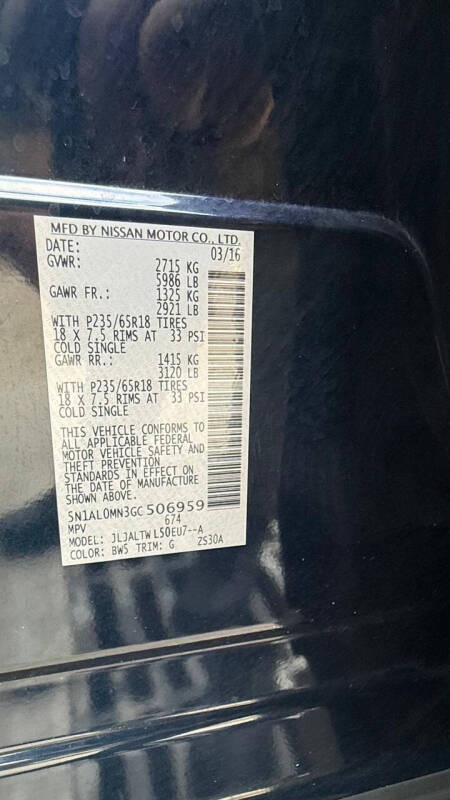 MFD BY NISSAN MOTOR CO., LTD.
DATE: 03/16
GVWR: 2715 KG
5986 LB
GAWR FR.: 1325 KG
2921 LB
WITH P235/65R18 TIRES
18 X 7.5 RIMS AT 33 PSI
COLD SINGLE
GAWR RR.: 1415 KG
3120 LB
WITH P235/65R18 TIRES
18 X 7.5 RIMS AT 33 PSI
COLD SINGLE
THIS VEHICLE CONFORMS TO
ALL APPLICABLE FEDERAL
MOTOR VEHICLE SAFETY AND
THEFT PREVENTION
STANDARDS IN EFFECT ON
THE DATE OF MANUFACTURE
SHOWN ABOVE.
5N1AL0MN3GC506959
MPV 674
MODEL: JLJALTWL50EU7--A
COLOR: BW5 TRIM: G ZS30A